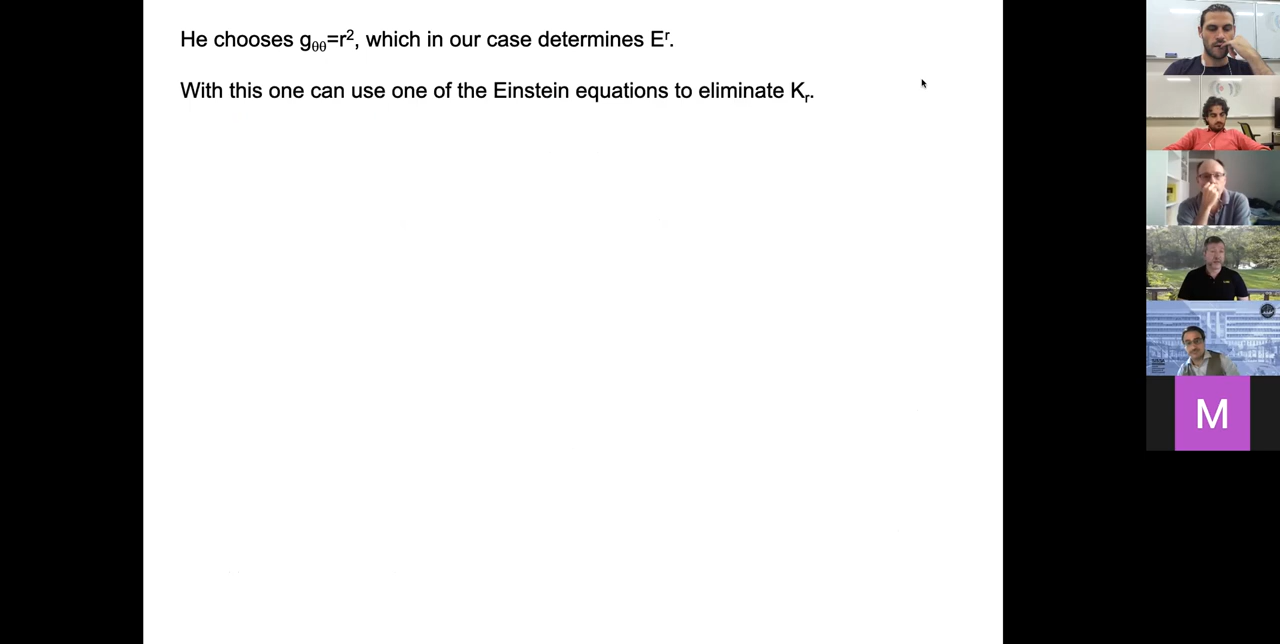 He chooses gθθ=r², which in our case determines Eʳ.
With this one can use one of the Einstein equations to eliminate Kᵣ.
M